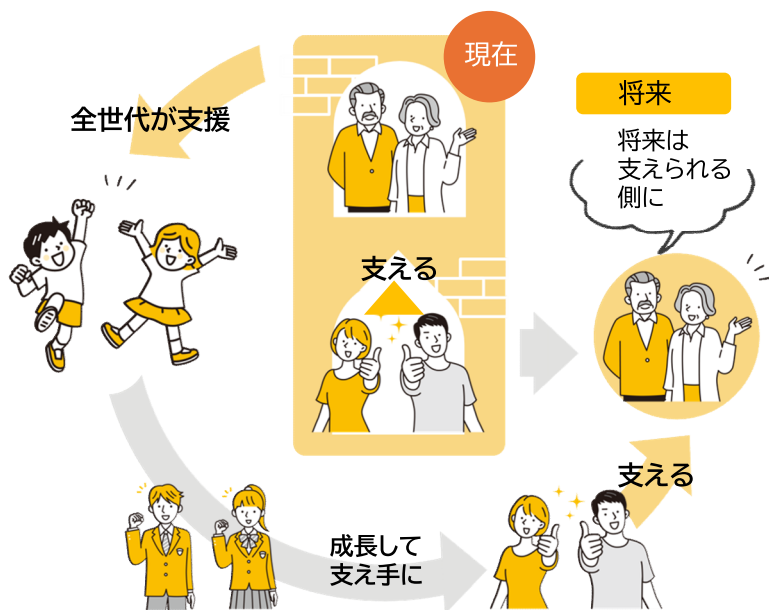 現在
将来
全世代が支援
将来は
支えられる
側に
支える
支える
成長して
支え手に